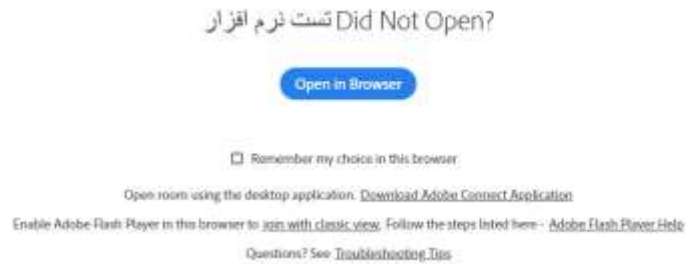 تست نرم افزار Did Not Open?
Open in Browser
Remember my choice in this browser
Open room using the desktop application. Download Adobe Connect Application
Enable Adobe Flash Player in this browser to join with classic view. Follow the steps listed here - Adobe Flash Player Help
Questions? See Troubleshooting Tips